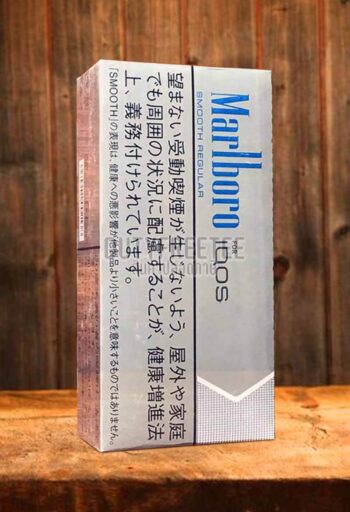 Marlboro
SMOOTH REGULAR
FOR
IQOS
望まない受動喫煙が生じないよう、屋外や家庭
でも周囲の状況に配慮することが、健康増進法
上、義務付けられています。
「SMOOTH」の表現は、健康への悪影響が他製品より小さいことを意味するものではありません。